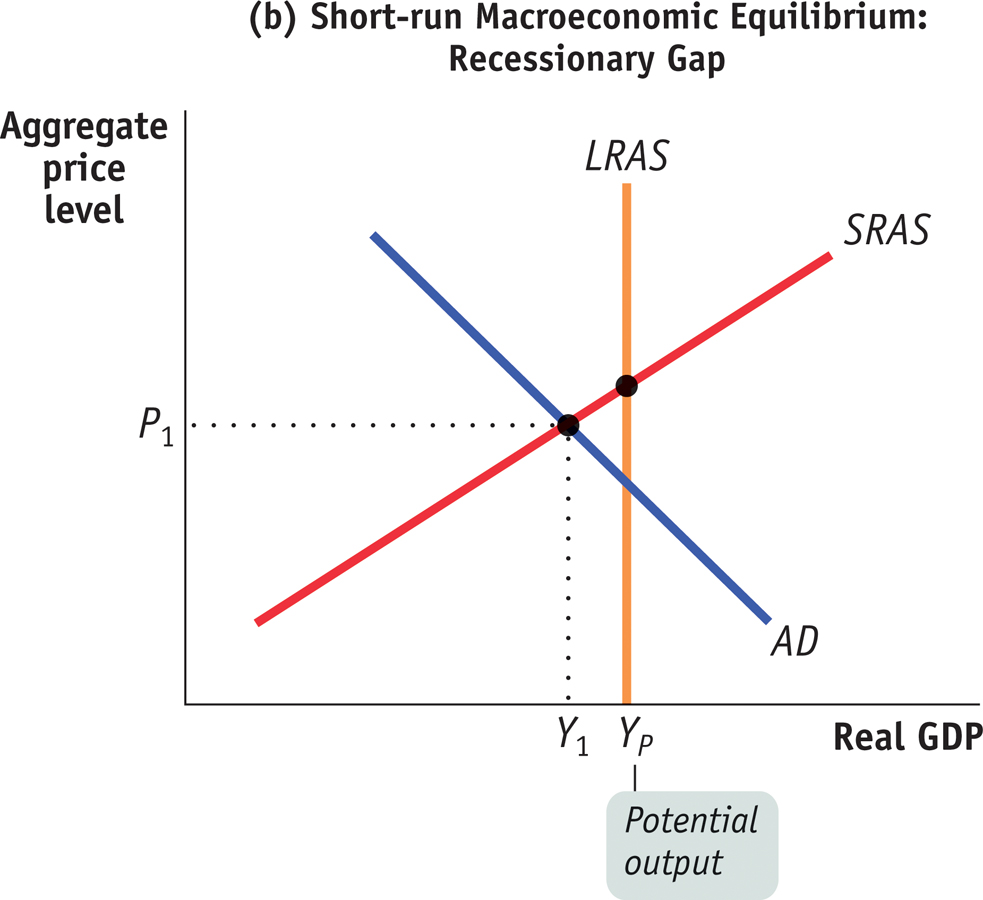 (b) Short-run Macroeconomic Equilibrium:
Recessionary Gap
Aggregate
price
level
LRAS
SRAS
P1
AD
Y1
YP
Real GDP
Potential
output